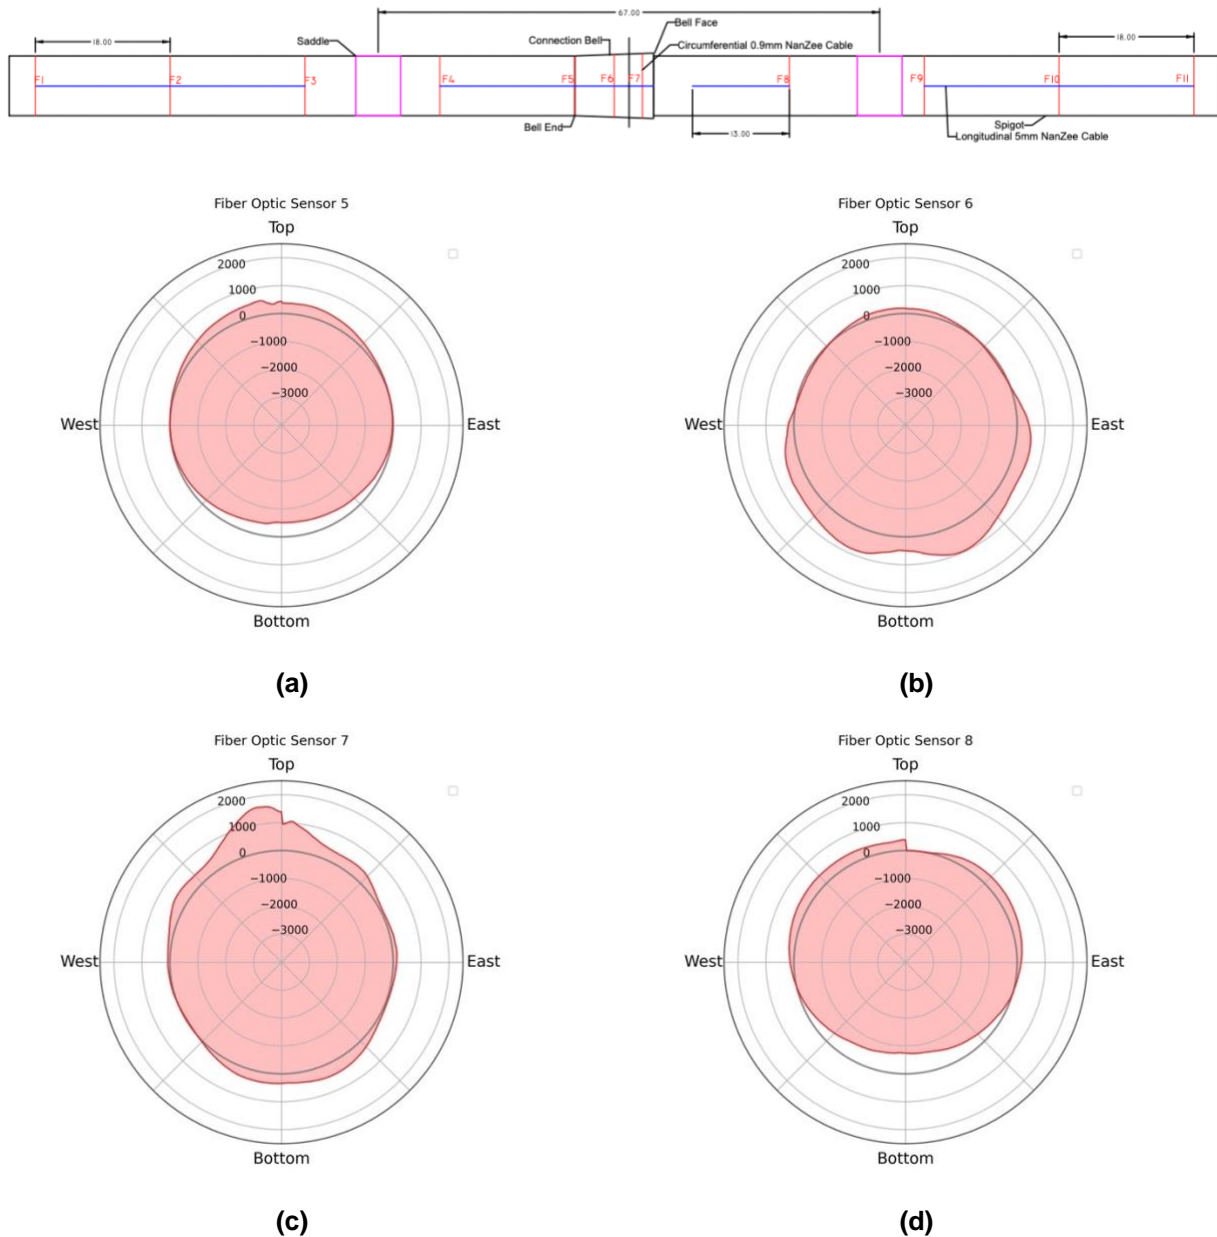 67.00
Bell Face
18.00
Saddle
Connection Bell
Circumferential 0.9mm NanZee Cable
18.00
F1
F2
F3
F4
F5
F6
F7
F8
F9
F10
F11
Bell End
13.00
Spigot
Longitudinal 5mm NanZee Cable
Fiber Optic Sensor 5
Top
2000
1000
0
−1000
−2000
−3000
West
East
Bottom
(a)
Fiber Optic Sensor 6
Top
2000
1000
0
−1000
−2000
−3000
West
East
Bottom
(b)
Fiber Optic Sensor 7
Top
2000
1000
0
−1000
−2000
−3000
West
East
Bottom
(c)
Fiber Optic Sensor 8
Top
2000
1000
0
−1000
−2000
−3000
West
East
Bottom
(d)